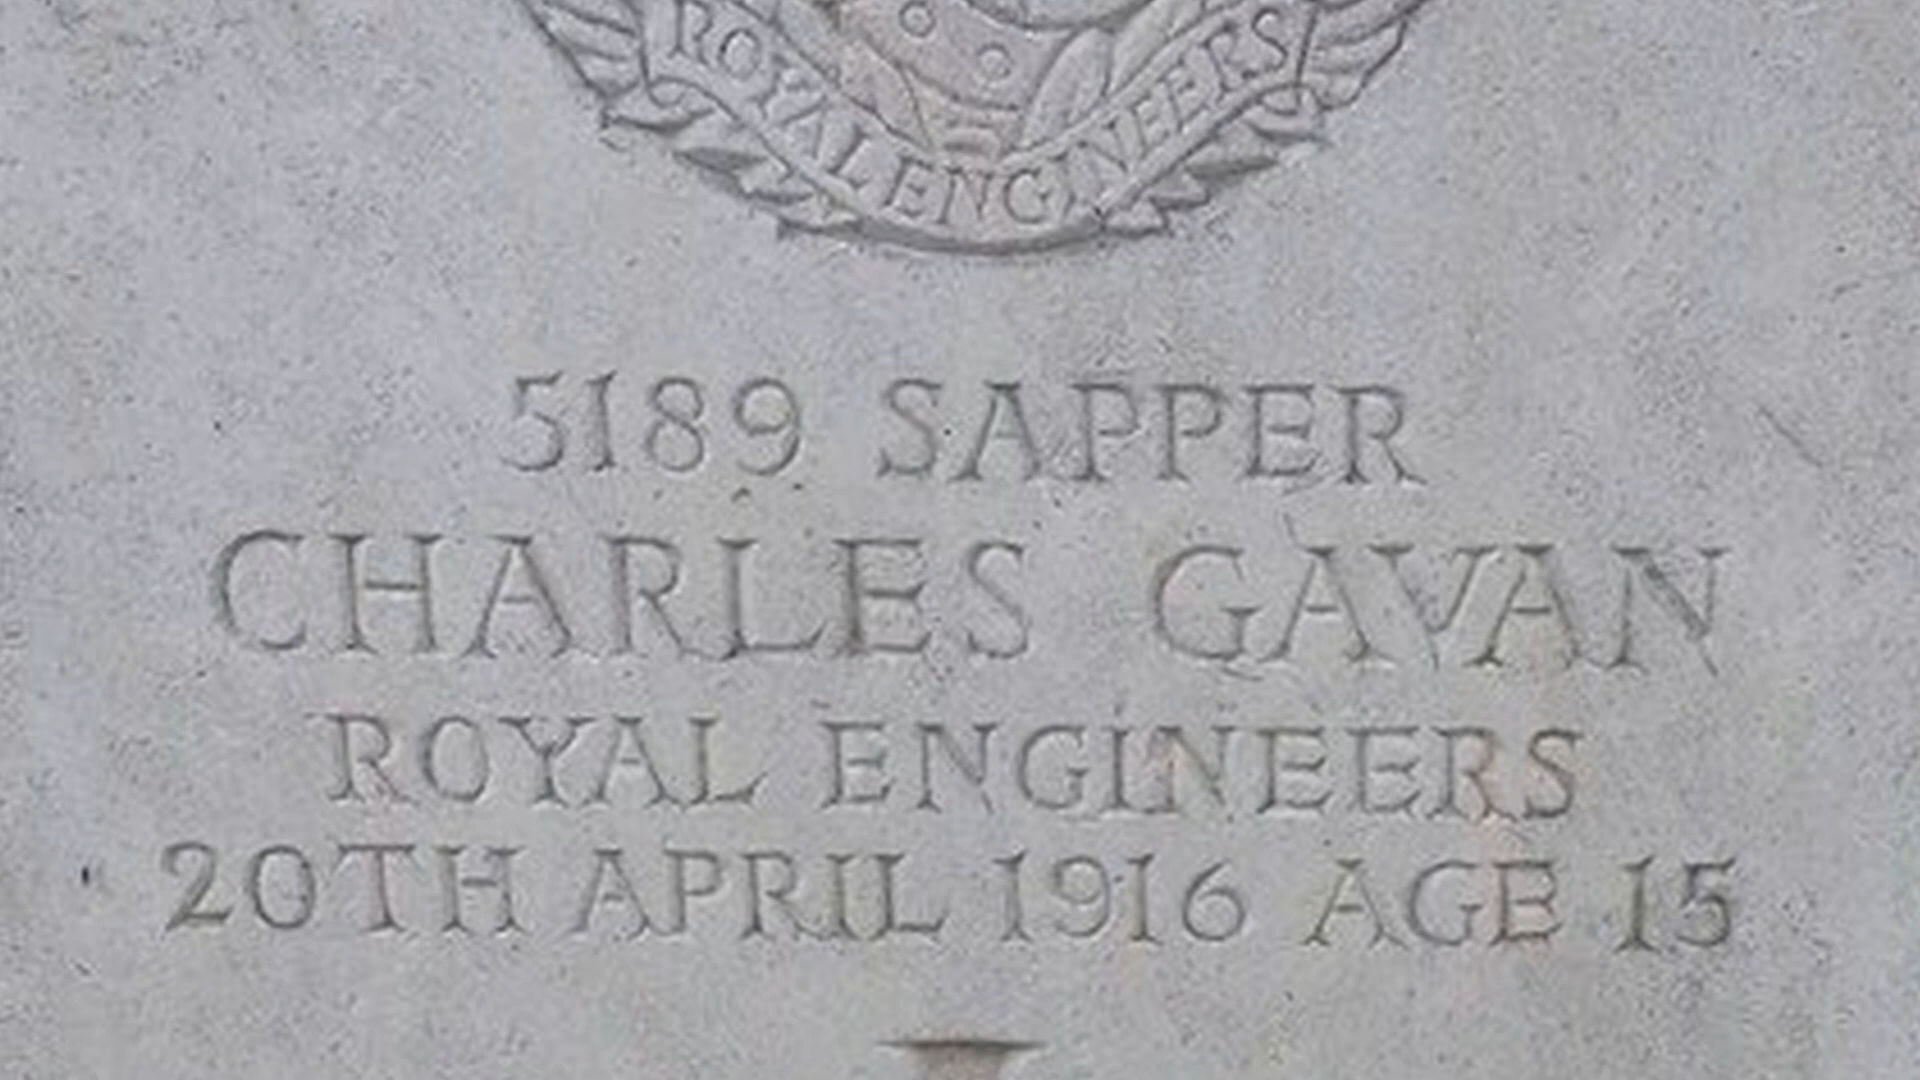 ROYAL ENGINEERS
5189 SAPPER
CHARLES GAVAN
ROYAL ENGINEERS
20TH APRIL 1916 AGE 15